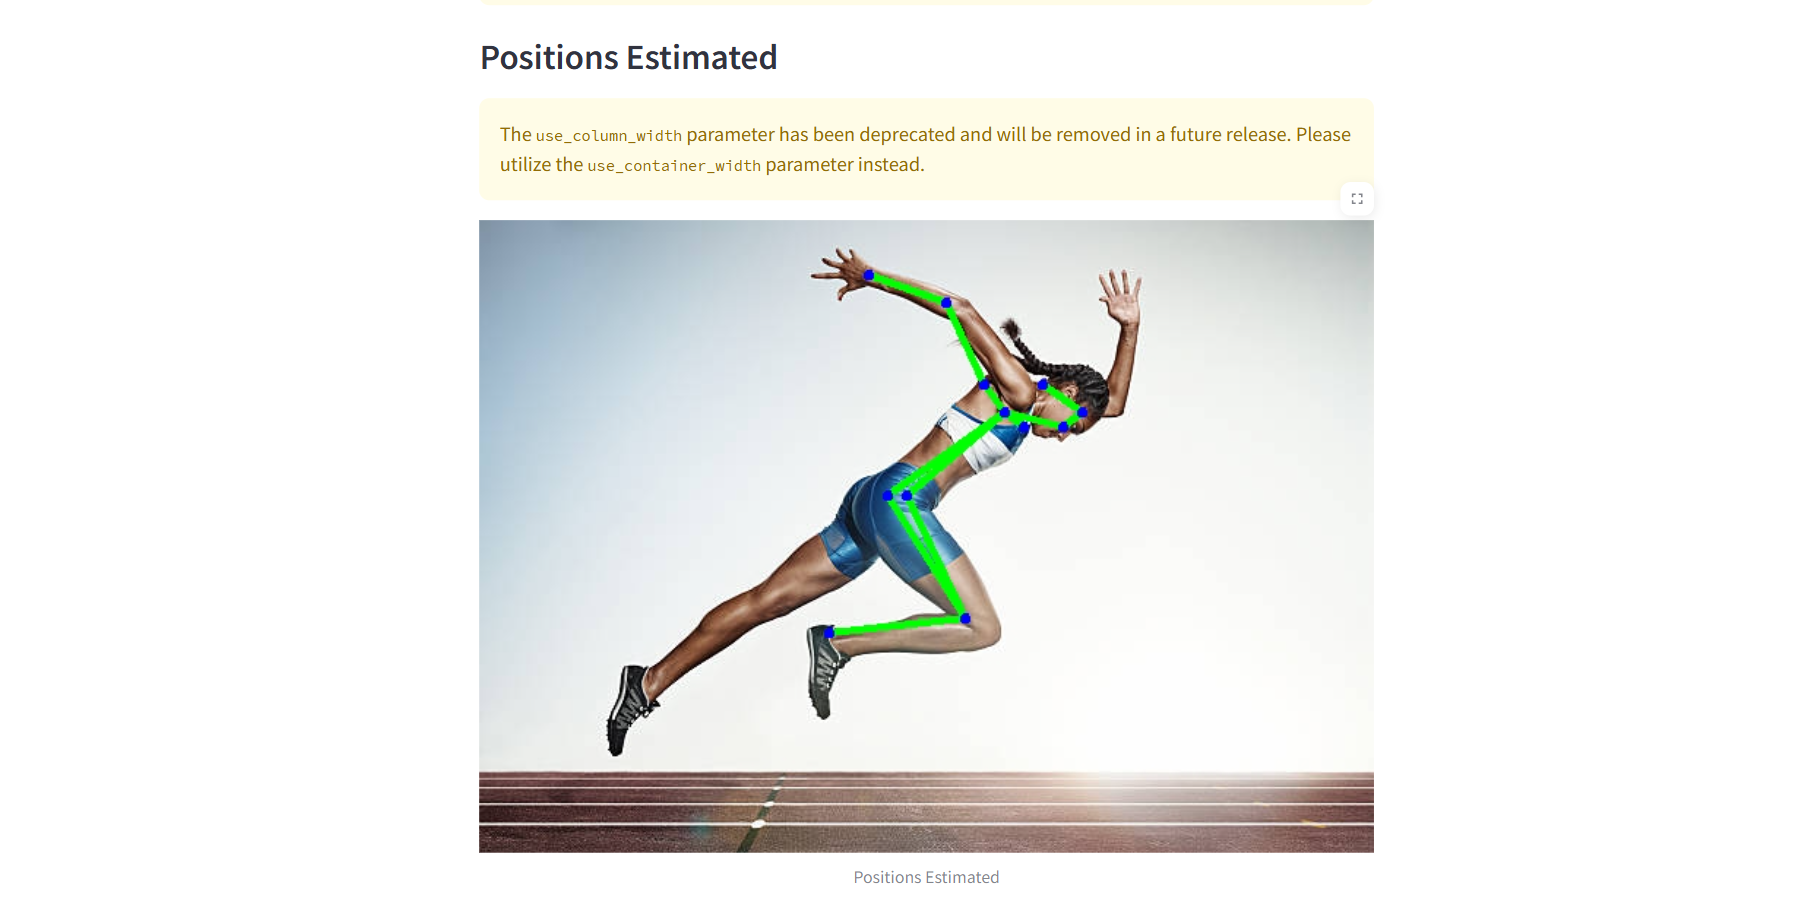 Positions Estimated
The use_column_width parameter has been deprecated and will be removed in a future release. Please
utilize the use_container_width parameter instead.
Positions Estimated